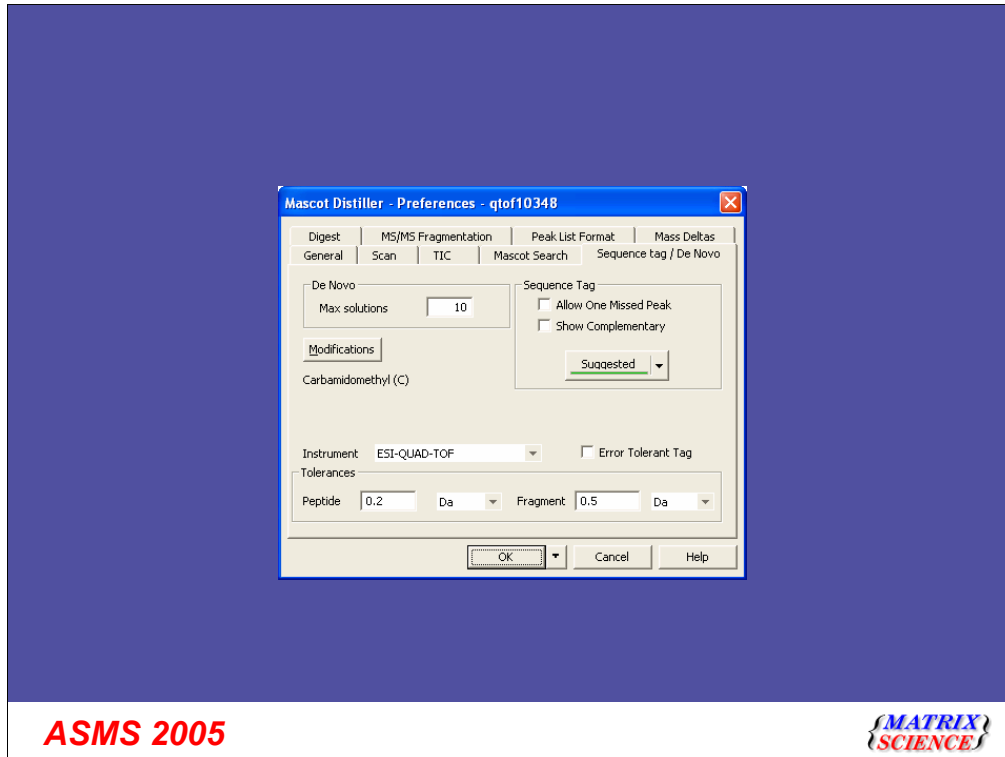 Mascot Distiller - Preferences - qtof10348
Digest MS/MS Fragmentation Peak List Format Mass Deltas
General Scan TIC Mascot Search Sequence tag / De Novo
De Novo
Max solutions 10
Modifications
Carbamidomethyl (C)
Sequence Tag
Allow One Missed Peak
Show Complementary
Suggested
Instrument ESI-QUAD-TOF Error Tolerant Tag
Tolerances
Peptide 0.2 Da Fragment 0.5 Da
OK Cancel Help
ASMS 2005
{MATRIX}
{SCIENCE}